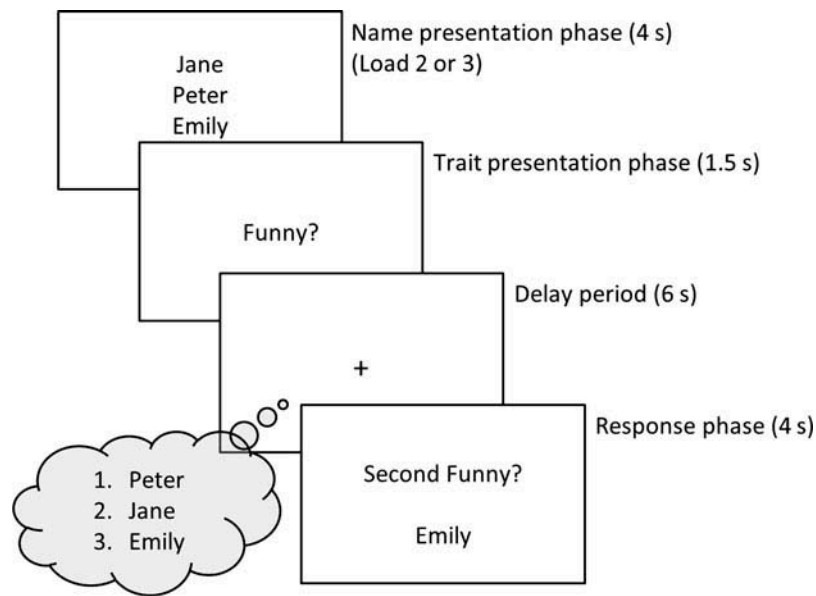 Name presentation phase (4 s)
(Load 2 or 3)
Jane
Peter
Emily
Trait presentation phase (1.5 s)
Funny?
Delay period (6 s)
+
Response phase (4 s)
Second Funny?
Emily
1. Peter
2. Jane
3. Emily